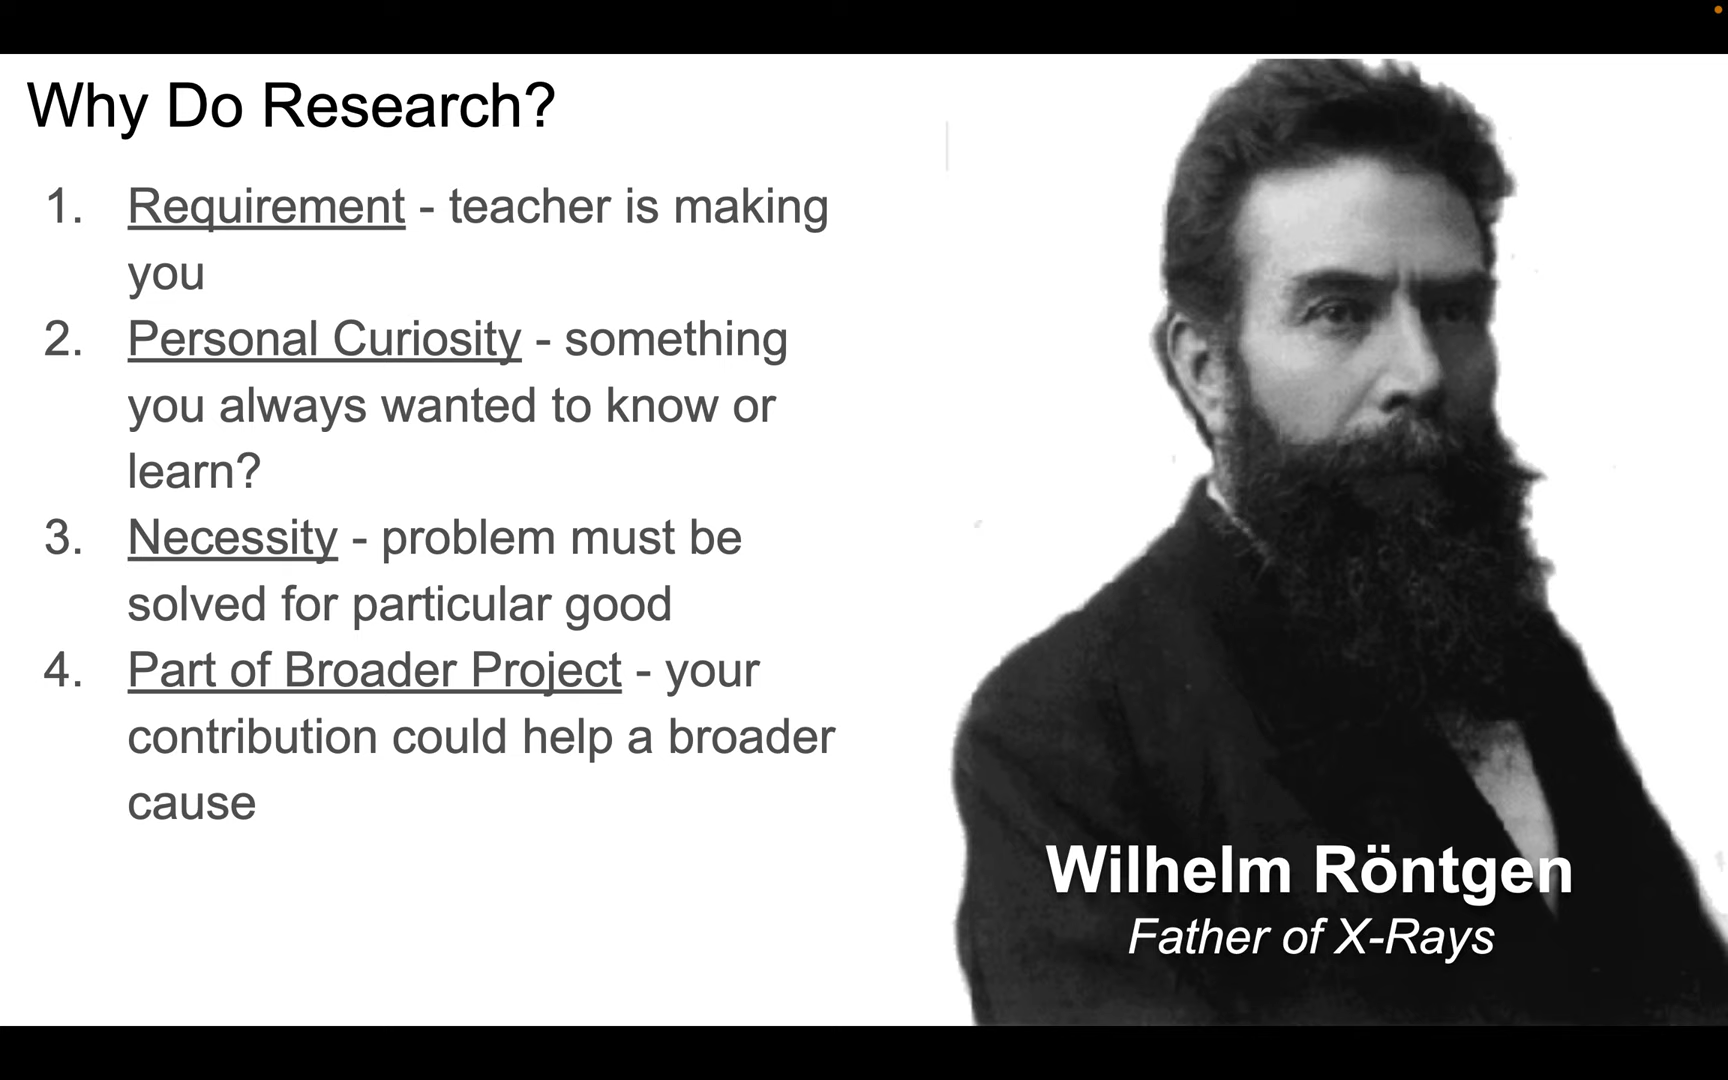 Why Do Research?
1. Requirement - teacher is making
you
2. Personal Curiosity - something
you always wanted to know or
learn?
3. Necessity - problem must be
solved for particular good
4. Part of Broader Project - your
contribution could help a broader
cause
Wilhelm Röntgen
Father of X-Rays